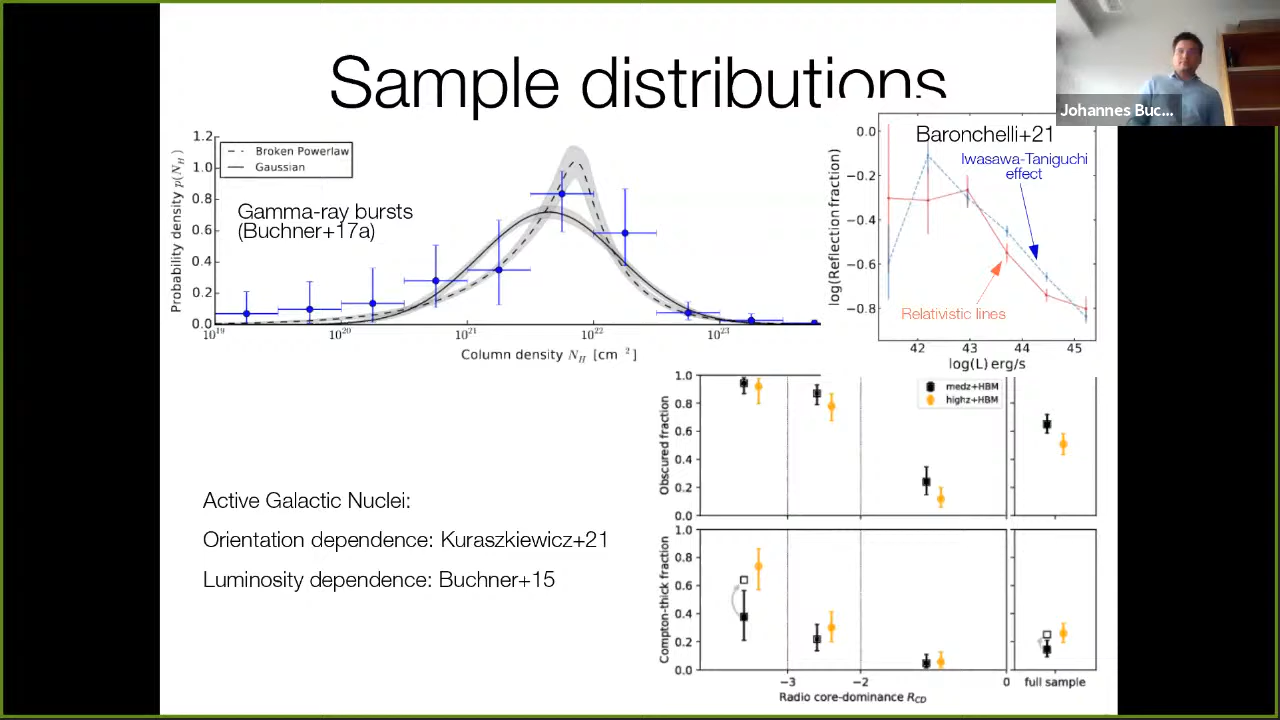 Sample distributions
Johannes Buc...
1.2
1.0
0.8
0.6
0.4
0.2
0.0
Probability density p(N_H)
Broken Powerlaw
Gaussian
Gamma-ray bursts
(Buchner+17a)
10^19
10^20
10^21
10^22
10^23
Column density N_H [cm^2]
Baronchelli+21
Iwasawa-Taniguchi
effect
Relativistic lines
log(Reflection fraction)
0.0
−0.2
−0.4
−0.6
−0.8
42
43
44
45
log(L) erg/s
Active Galactic Nuclei:
Orientation dependence: Kuraszkiewicz+21
Luminosity dependence: Buchner+15
medz+HBM
highz+HBM
Obscured fraction
1.0
0.8
0.6
0.4
0.2
0.0
Compton-thick fraction
1.0
0.8
0.6
0.4
0.2
0.0
−3
−2
0
full sample
Radio core-dominance R_CD